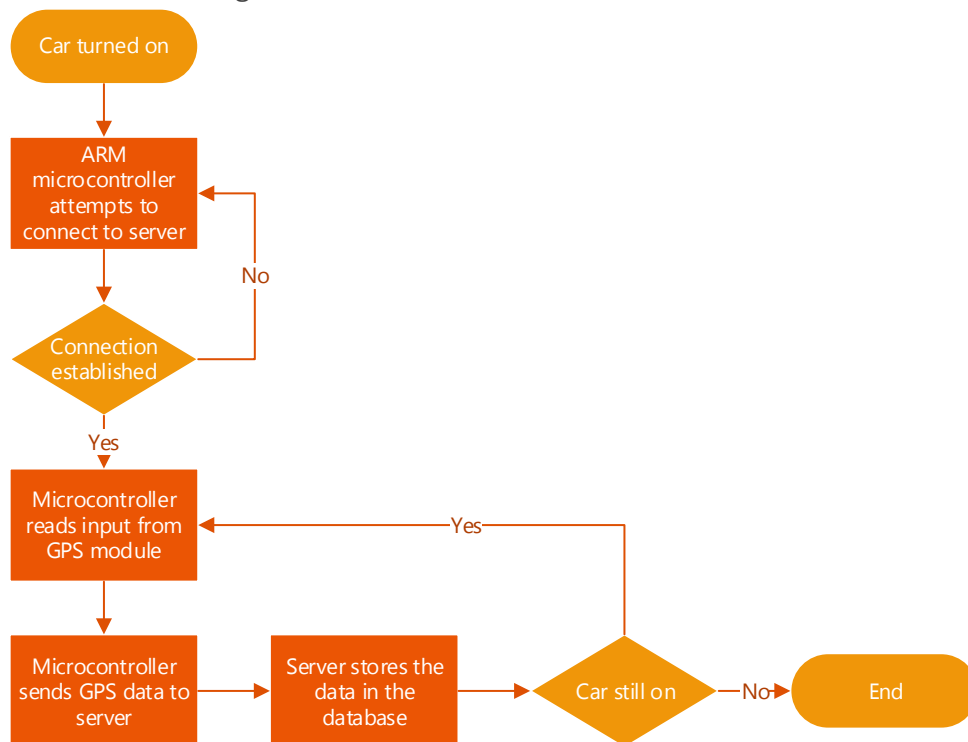 Car turned on
ARM
microcontroller
attempts to
connect to server
No
Connection
established
Yes
Microcontroller
reads input from
GPS module
Yes
Microcontroller
sends GPS data to
server
Server stores the
data in the
database
Car still on
No
End